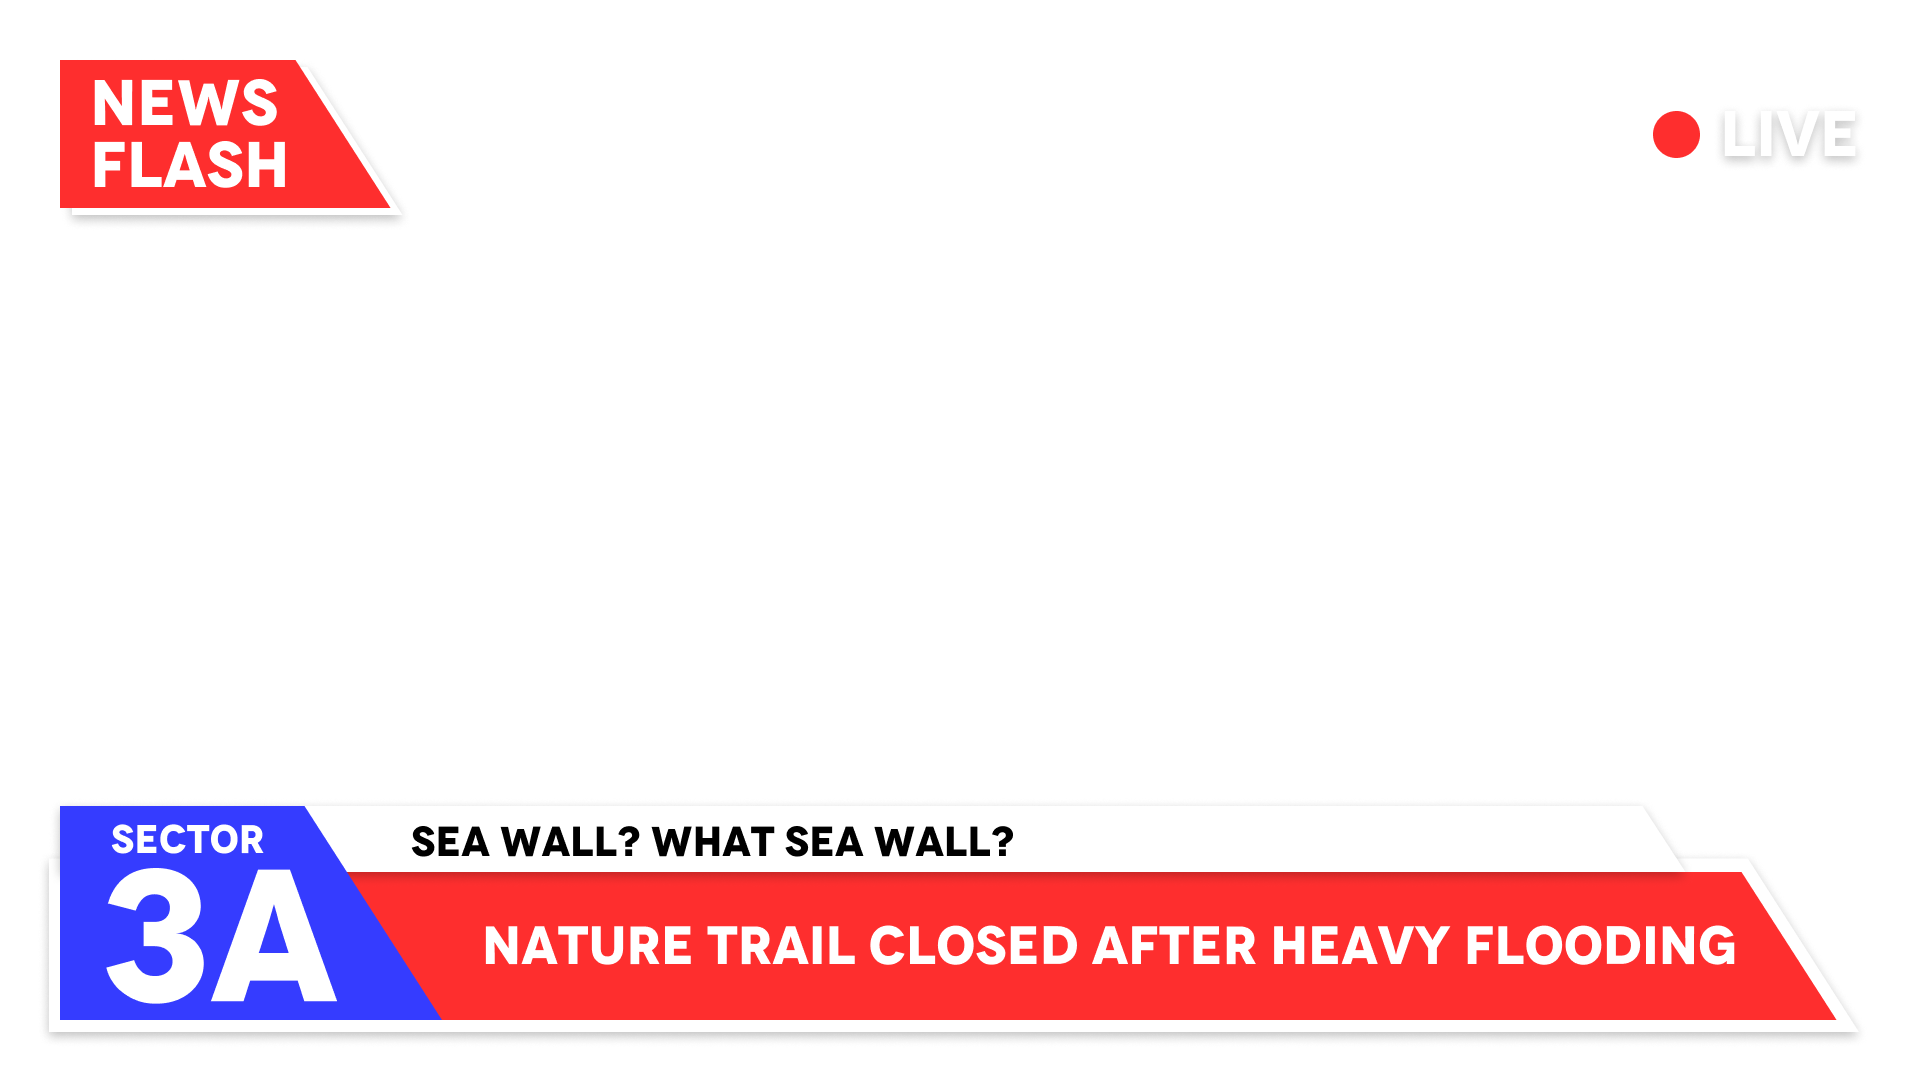 NEWS
FLASH
LIVE
SECTOR
3A
SEA WALL? WHAT SEA WALL?
NATURE TRAIL CLOSED AFTER HEAVY FLOODING